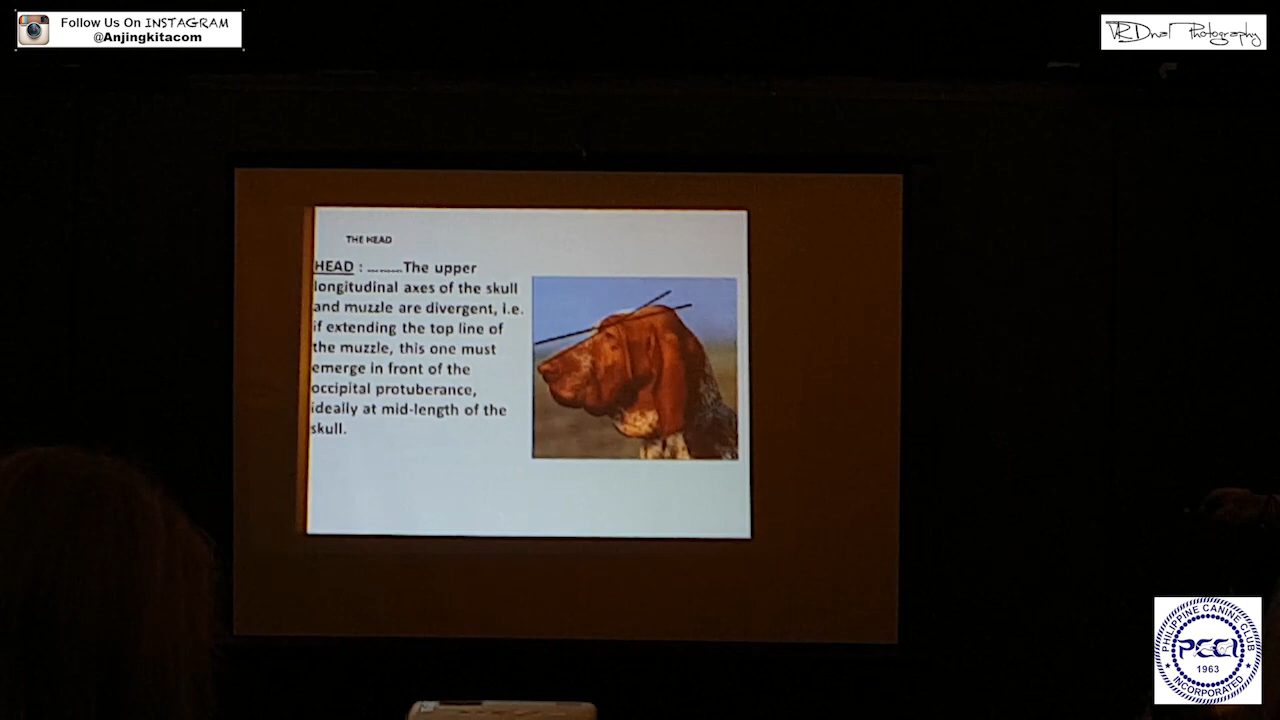 Follow Us On INSTAGRAM
@Anjingkitacom
VRDnal Photography
THE HEAD
HEAD : ............The upper
longitudinal axes of the skull
and muzzle are divergent, i.e.
if extending the top line of
the muzzle, this one must
emerge in front of the
occipital protuberance,
ideally at mid-length of the
skull.
PHILIPPINE CANINE CLUB
PCCI
1963
INCORPORATED